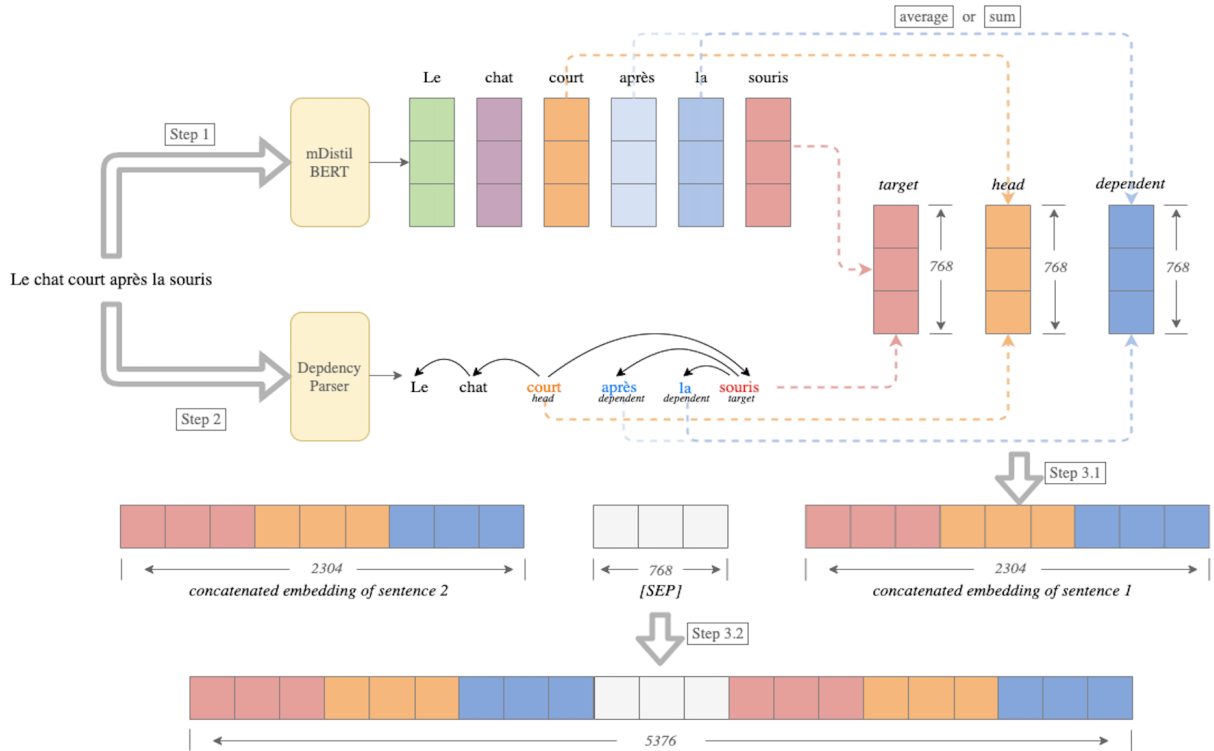 average or sum
Le chat court après la souris
Step 1
mDistil
BERT
target head dependent
768 768 768
Le chat court après la souris
Depdency
Parser
Le chat court après la souris
head dependent dependent target
Step 2
Step 3.1
2304 768 2304
concatenated embedding of sentence 2 [SEP] concatenated embedding of sentence 1
Step 3.2
5376